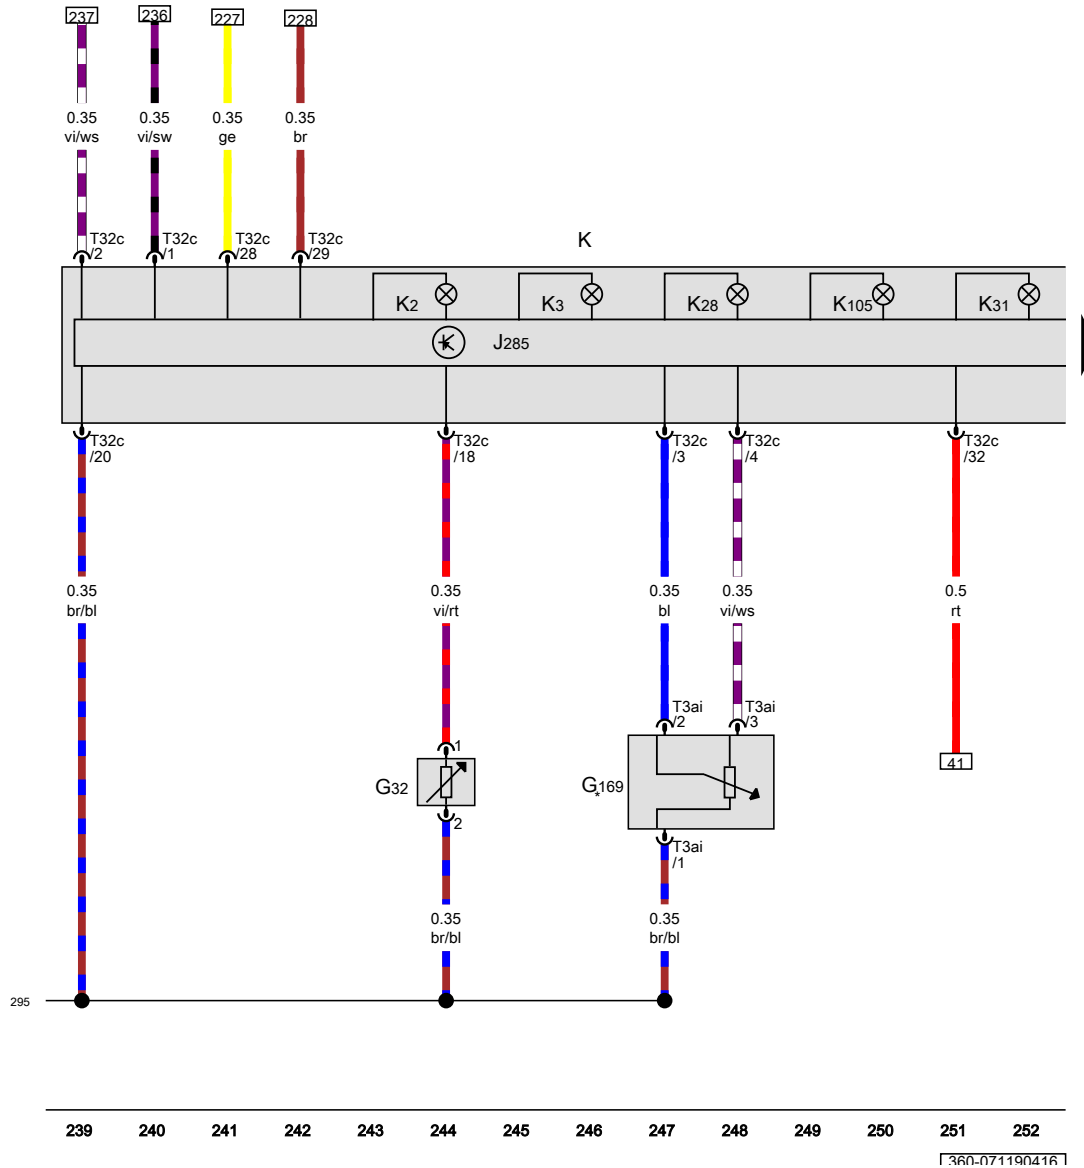 237 236 227 228
0.35 0.35 0.35 0.35
vi/ws vi/sw ge br
T32c T32c T32c T32c
/2 /1 /28 /29
K
K2 K3 K28 K105 K31
J285
T32c T32c T32c T32c T32c
/20 /18 /3 /4 /32
0.35 0.35 0.35 0.35 0.5
br/bl vi/rt bl vi/ws rt
T3ai T3ai
/2 /3
1
41
G32 G*169
2
T3ai
/1
0.35 0.35
br/bl br/bl
295
239 240 241 242 243 244 245 246 247 248 249 250 251 252
360-071190416